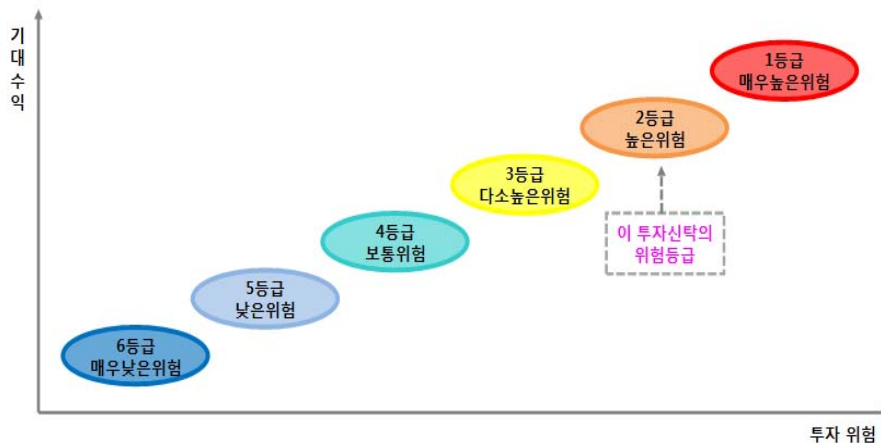 기
대
수
익
1등급
매우높은위험
2등급
높은위험
3등급
다소높은위험
이 투자신탁의
위험등급
4등급
보통위험
5등급
낮은위험
6등급
매우낮은위험
투자 위험